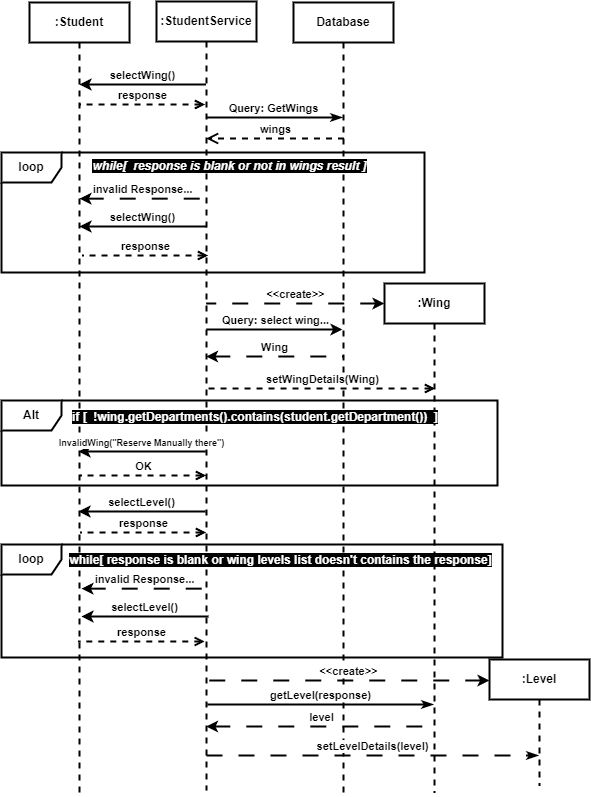 :Student
:StudentService
Database
selectWing()
response
Query: GetWings
wings
loop
while[  response is blank or not in wings result ]
invalid Response...
selectWing()
response
<<create>>
:Wing
Query: select wing...
Wing
setWingDetails(Wing)
Alt
if [  !wing.getDepartments().contains(student.getDepartment())  ]
InvalidWing("Reserve Manually there")
OK
selectLevel()
response
loop
while[ response is blank or wing levels list doesn't contains the response]
invalid Response...
selectLevel()
response
<<create>>
:Level
getLevel(response)
level
setLevelDetails(level)